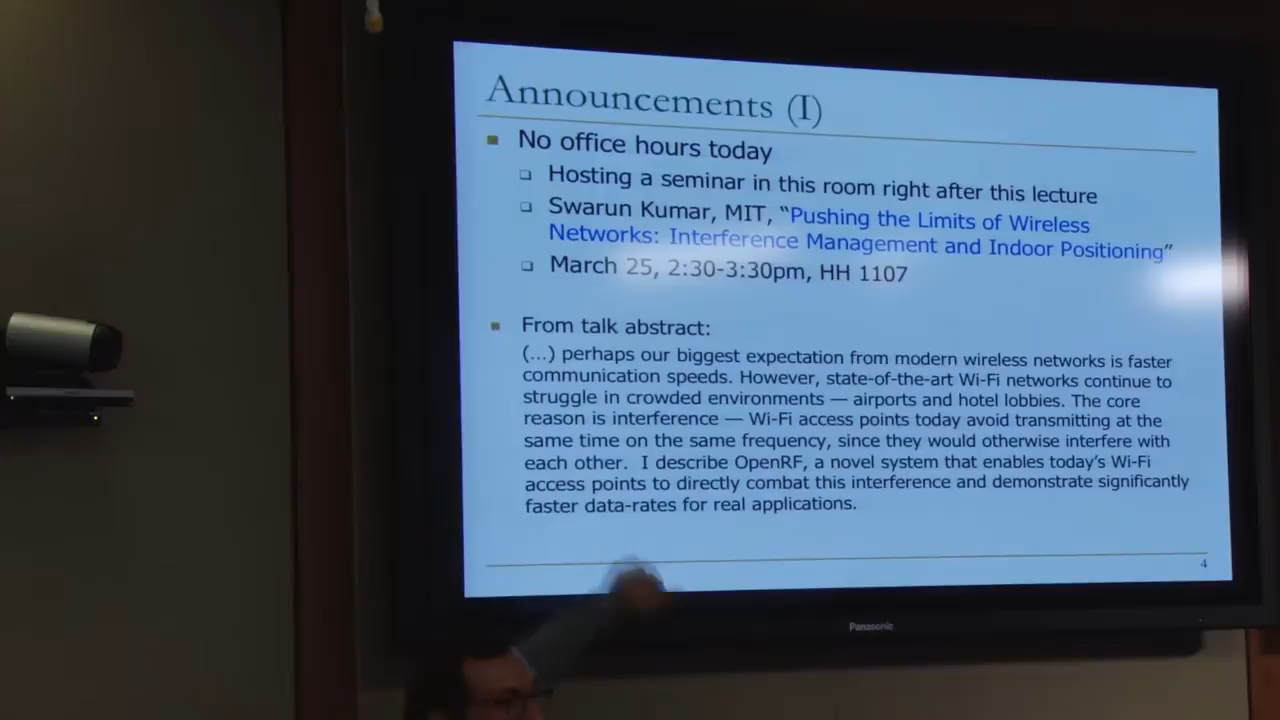 Announcements (I)
No office hours today
Hosting a seminar in this room right after this lecture
Swarun Kumar, MIT, “Pushing the Limits of Wireless
Networks: Interference Management and Indoor Positioning”
March 25, 2:30-3:30pm, HH 1107
From talk abstract:
(...) perhaps our biggest expectation from modern wireless networks is faster
communication speeds. However, state-of-the-art Wi-Fi networks continue to
struggle in crowded environments — airports and hotel lobbies. The core
reason is interference — Wi-Fi access points today avoid transmitting at the
same time on the same frequency, since they would otherwise interfere with
each other. I describe OpenRF, a novel system that enables today’s Wi-Fi
access points to directly combat this interference and demonstrate significantly
faster data-rates for real applications.
4
Panasonic